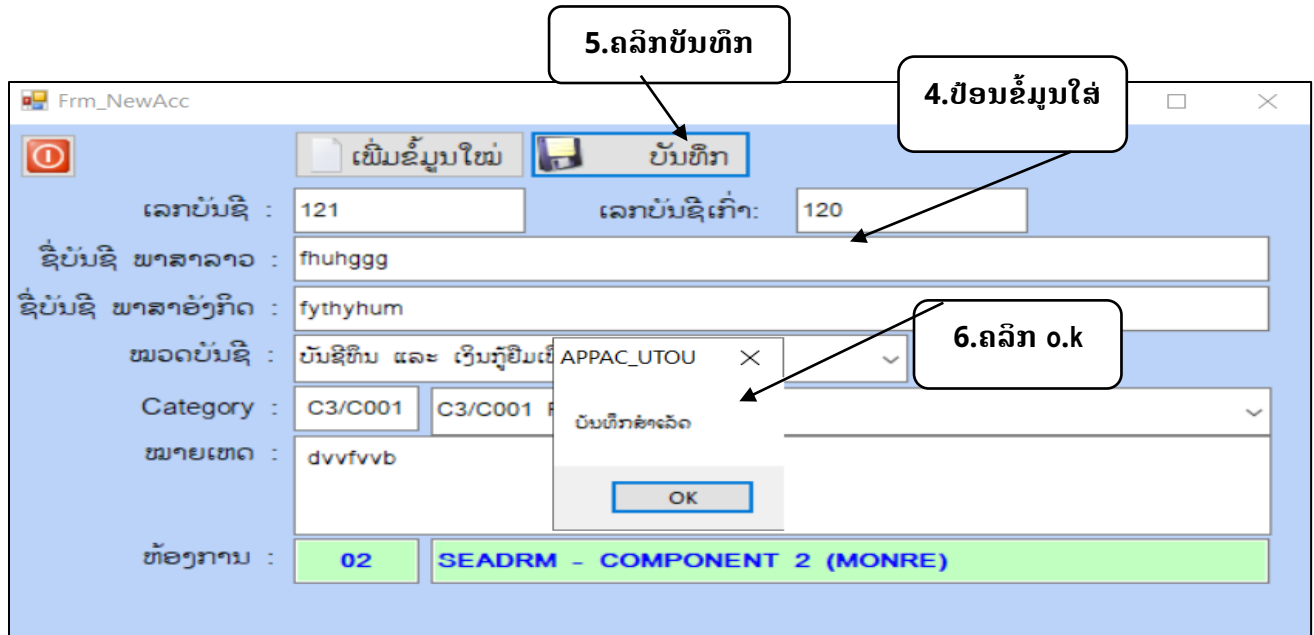 5.ຄລິກບັນທຶກ
4.ປ້ອນຂໍ້ມູນໃສ່
Frm_NewAcc
ເພີ່ມຂໍ້ມູນໃໝ່ ບັນທຶກ
ເລກບັນຊີ : 121 ເລກບັນຊີເກົ່າ: 120
ຊື່ບັນຊີ ພາສາລາວ : fhuhggg
ຊື່ບັນຊີ ພາສາອັງກິດ : fythyhum
ໝວດບັນຊີ : ບັນຊີທຶນ ແລະ ເງິນກູ້ຢືມເປັ
APPAC_UTOU
6.ຄລິກ o.k
Category : C3/C001 C3/C001
ບັນທຶກສຳເລັດ
ໝາຍເຫດ : dvvfvvb
OK
ຫ້ອງການ : 02 SEADRM - COMPONENT 2 (MONRE)